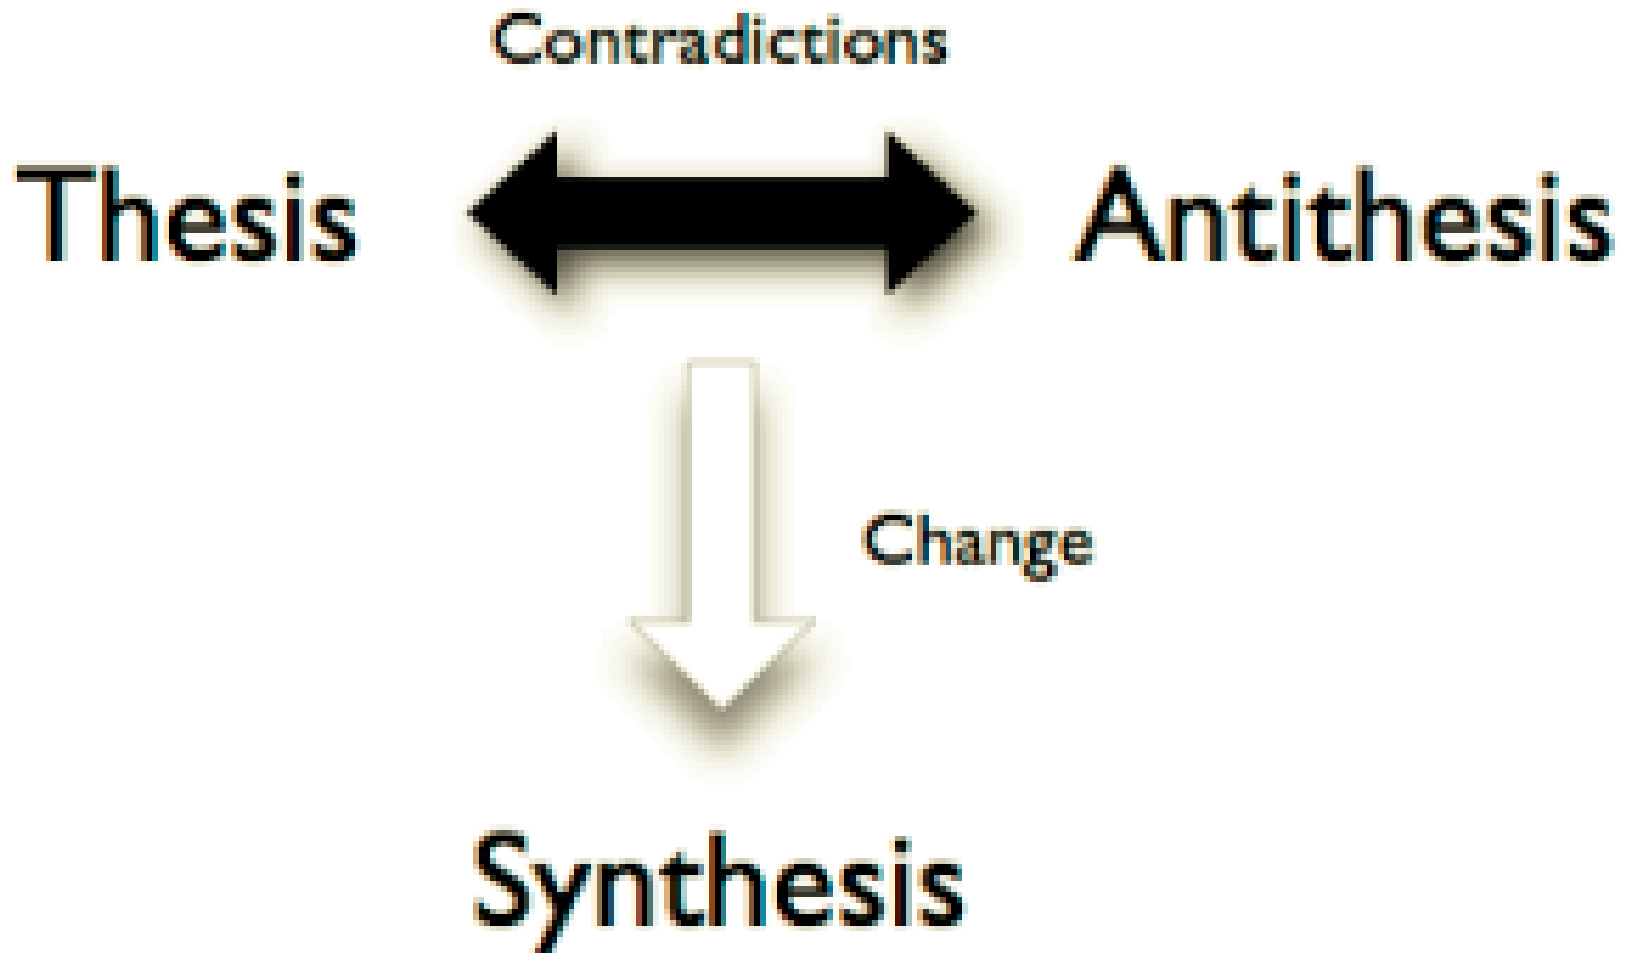 Contradictions
Thesis
Antithesis
Change
Synthesis